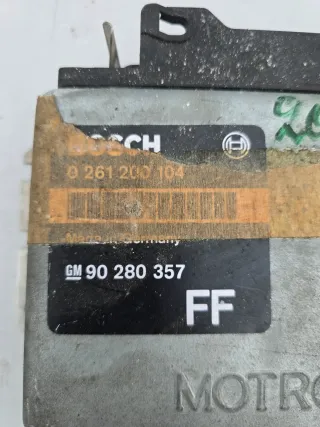 BOSCH
0 261 200 104
Made in Germany
GM 90 280 357
FF
MOTRO